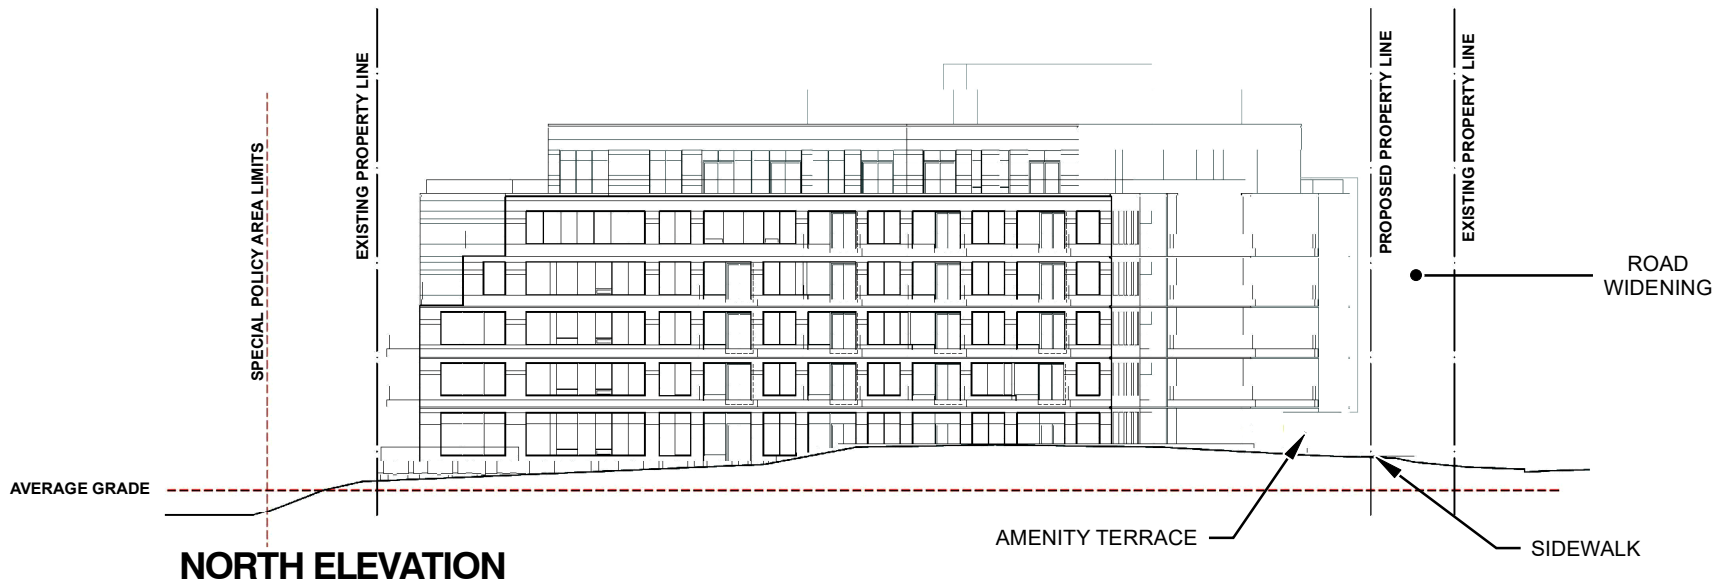 SPECIAL POLICY AREA LIMITS
EXISTING PROPERTY LINE
PROPOSED PROPERTY LINE
EXISTING PROPERTY LINE
ROAD
WIDENING
AVERAGE GRADE
AMENITY TERRACE
SIDEWALK
NORTH ELEVATION